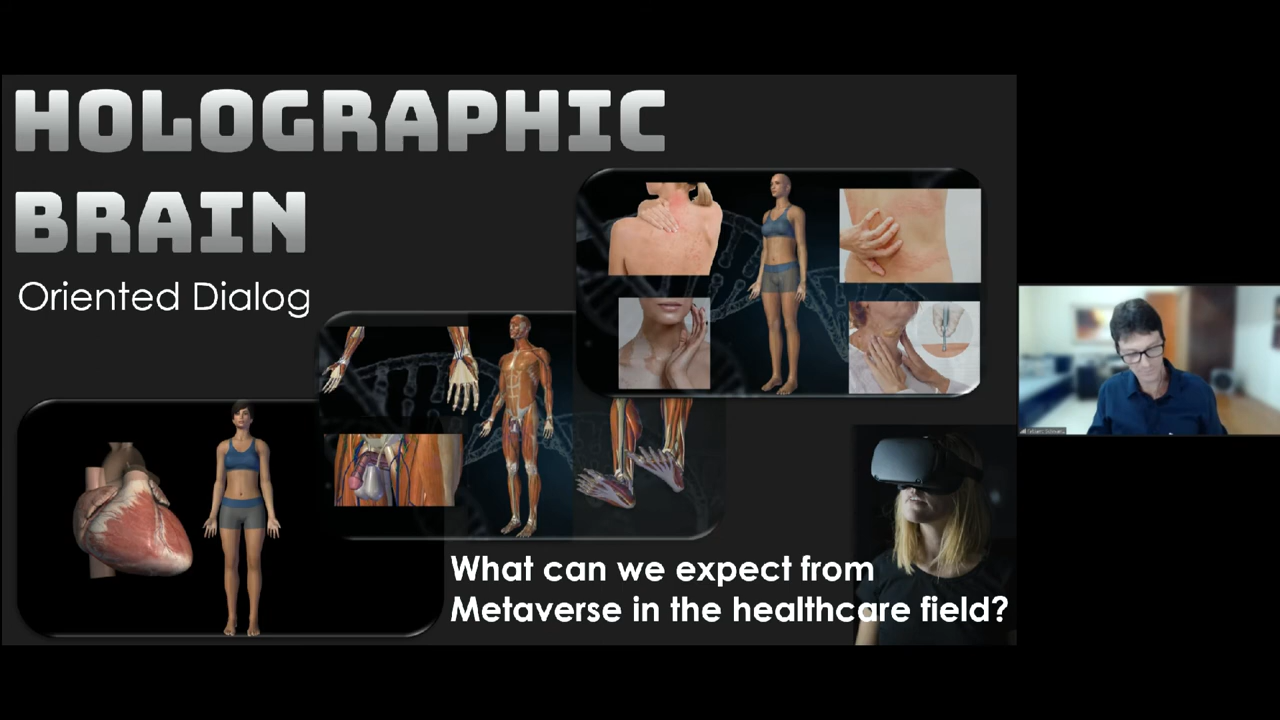 HOLOGRAPHIC
BRAIN
Oriented Dialog
What can we expect from
Metaverse in the healthcare field?